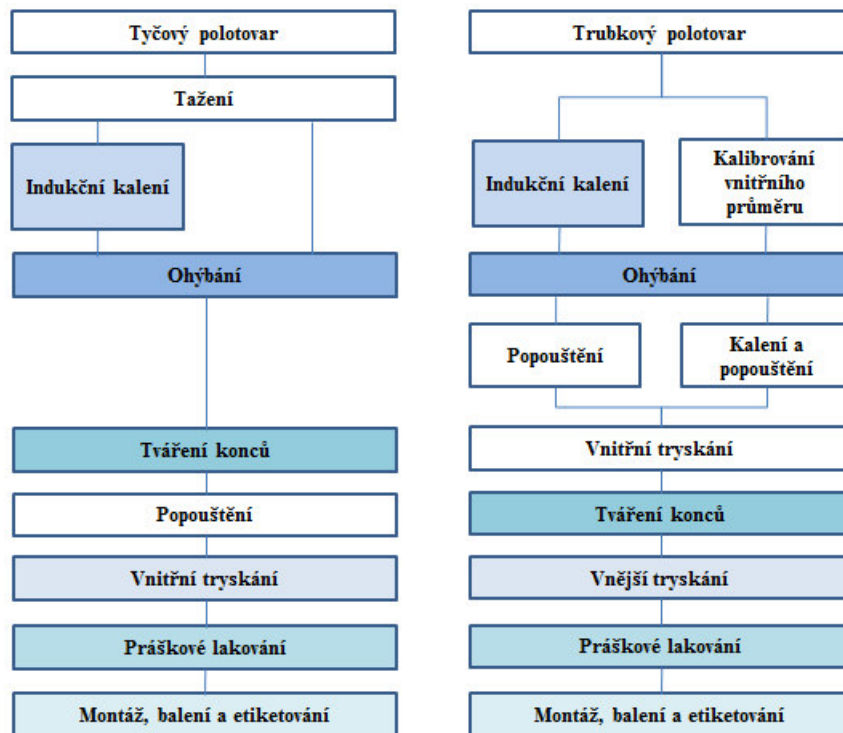 Tyčový polotovar
Tažení
Indukční kalení
Ohýbání
Tváření konců
Popouštění
Vnitřní tryskání
Práškové lakování
Montáž, balení a etiketování
Trubkový polotovar
Indukční kalení
Kalibrování
vnitřního
průměru
Ohýbání
Popouštění
Kalení a
popouštění
Vnitřní tryskání
Tváření konců
Vnější tryskání
Práškové lakování
Montáž, balení a etiketování